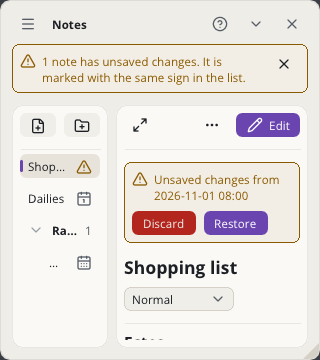 Notes
1 note has unsaved changes. It is
marked with the same sign in the list.
Edit
Shop...
Unsaved changes from
2026-11-01 08:00
Dailies
Discard
Restore
Ra...
1
...
Shopping list
Normal